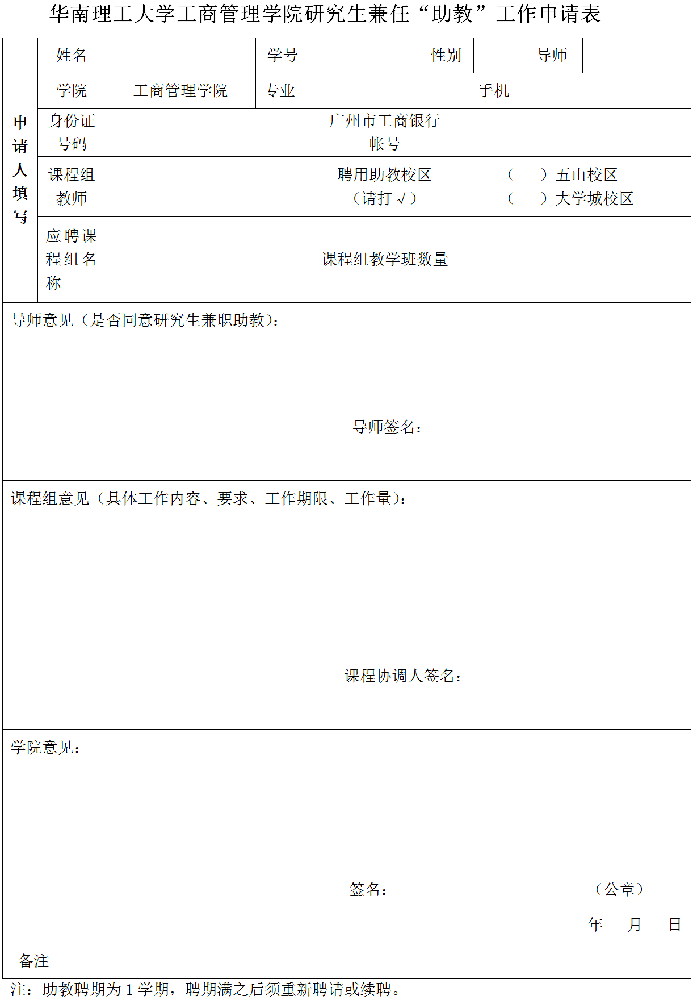 华南理工大学工商管理学院研究生兼任“助教”工作申请表
申请人填写
姓名 学号 性别 导师
学院 工商管理学院 专业 手机
身份证
号码
广州市工商银行
帐号
课程组
教师
聘用助教校区
（请打√）
（ ）五山校区
（ ）大学城校区
应聘课
程组名
称
课程组教学班数量
导师意见（是否同意研究生兼职助教）：
导师签名：
课程组意见（具体工作内容、要求、工作期限、工作量）：
课程协调人签名：
学院意见：
签名： （公章）
年 月 日
备注
注：助教聘期为1学期，聘期满之后须重新聘请或续聘。